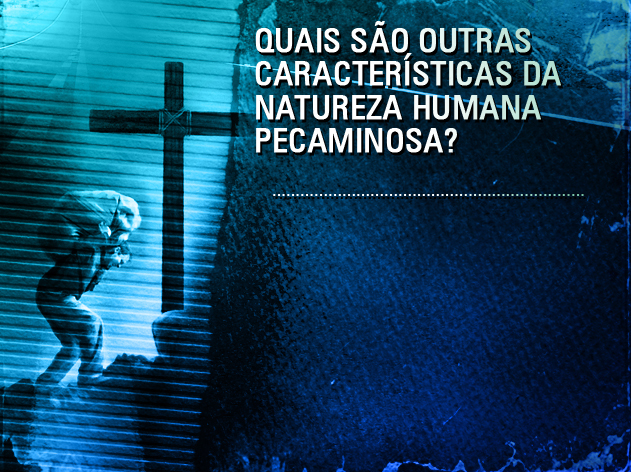 QUAIS SÃO OUTRAS
CARACTERÍSTICAS DA
NATUREZA HUMANA
PECAMINOSA?